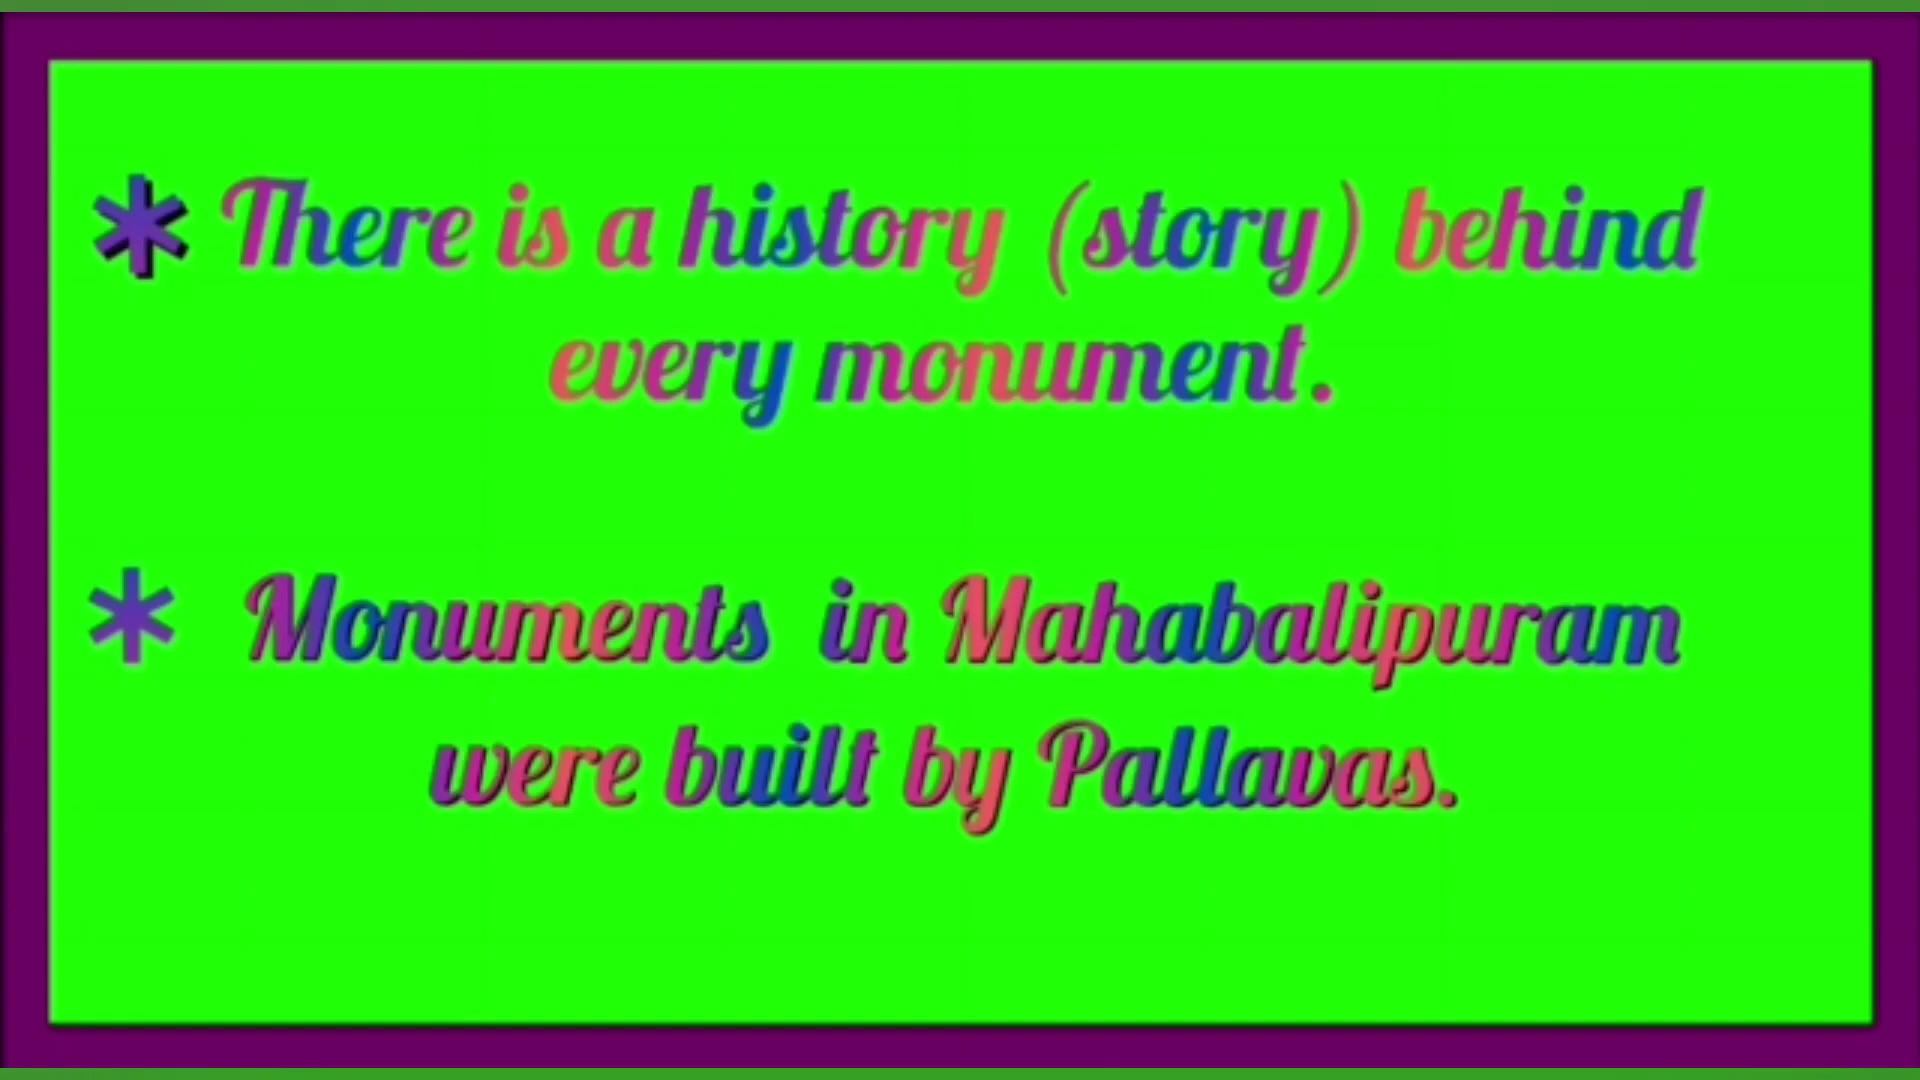 * There is a history (story) behind
every monument.
* Monuments in Mahabalipuram
were built by Pallavas.